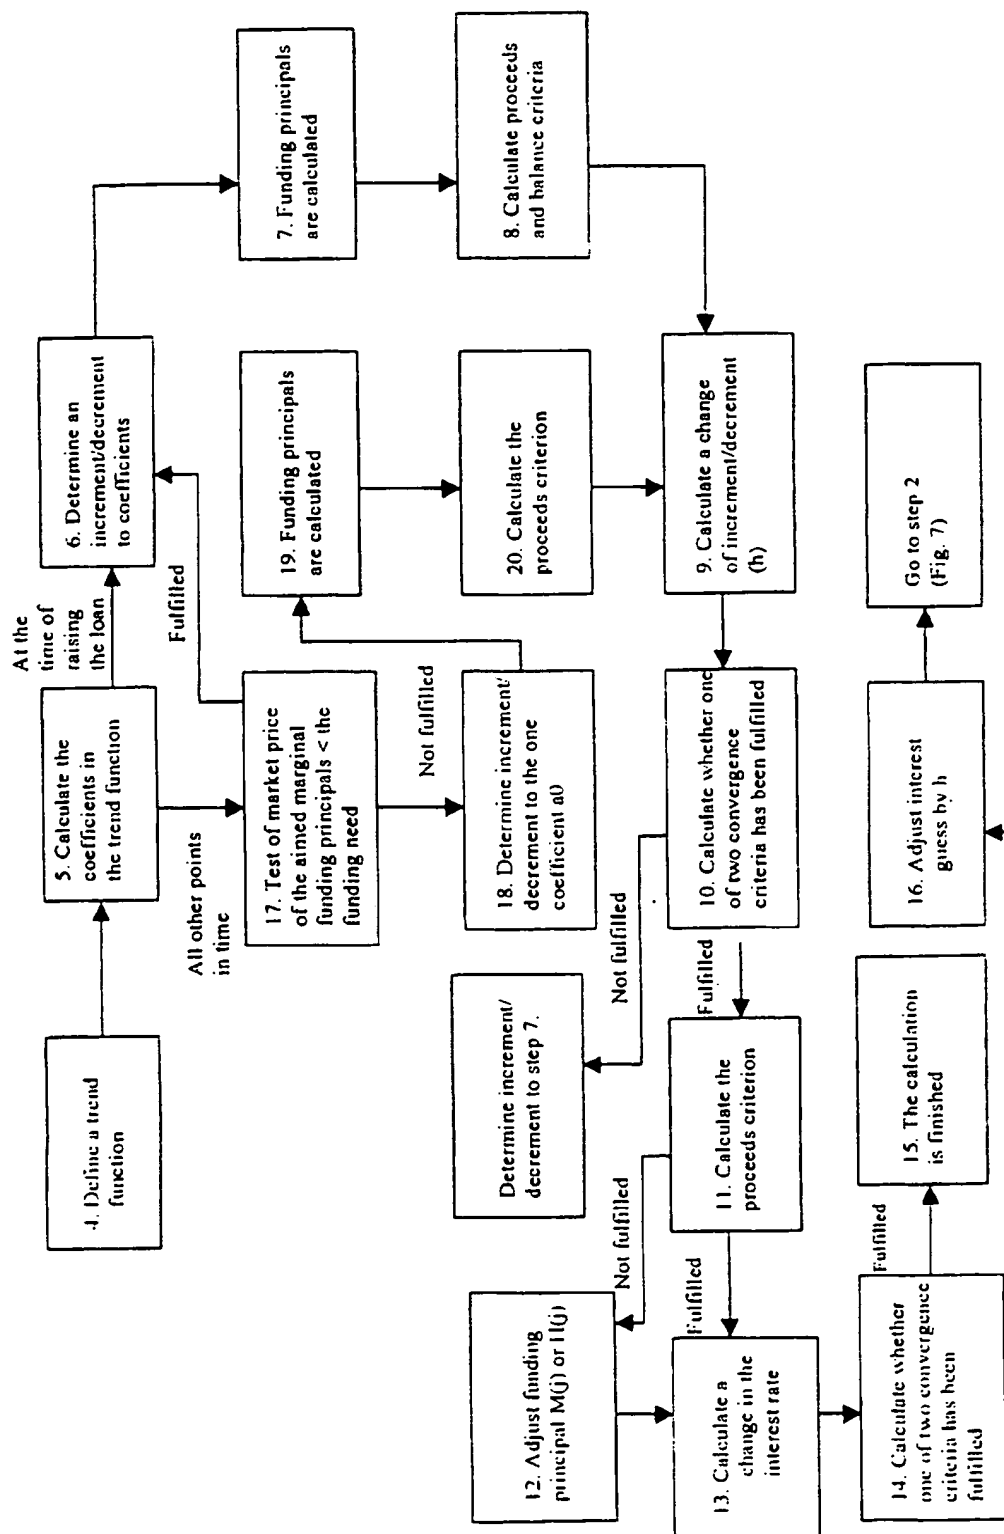 4. Define a trend
function
5. Calculate the
coefficients in
the trend function
At the
time of
raising
the loan
6. Determine an
increment/decrement
to coefficients
All other points
in time
17. Test of market price
of the aimed marginal
funding principals < the
funding need
Fulfilled
7. Funding principals
are calculated
Not fulfilled
18. Determine increment/
decrement to the one
coefficient a0
19. Funding principals
are calculated
8. Calculate proceeds
and balance criteria
20. Calculate the
proceeds criterion
Determine increment/
decrement to step 7.
Not fulfilled
10. Calculate whether one
of two convergence
criteria has been fulfilled
9. Calculate a change
of increment/decrement
(h)
12. Adjust funding
principal M(j) or H(j)
Not fulfilled
11. Calculate the
proceeds criterion
Fulfilled
13. Calculate a
change in the
interest rate
Fulfilled
14. Calculate whether
one of two convergence
criteria has been
fulfilled
Fulfilled
15. The calculation
is finished
16. Adjust interest
guess by h
Go to step 2
(Fig. 7)